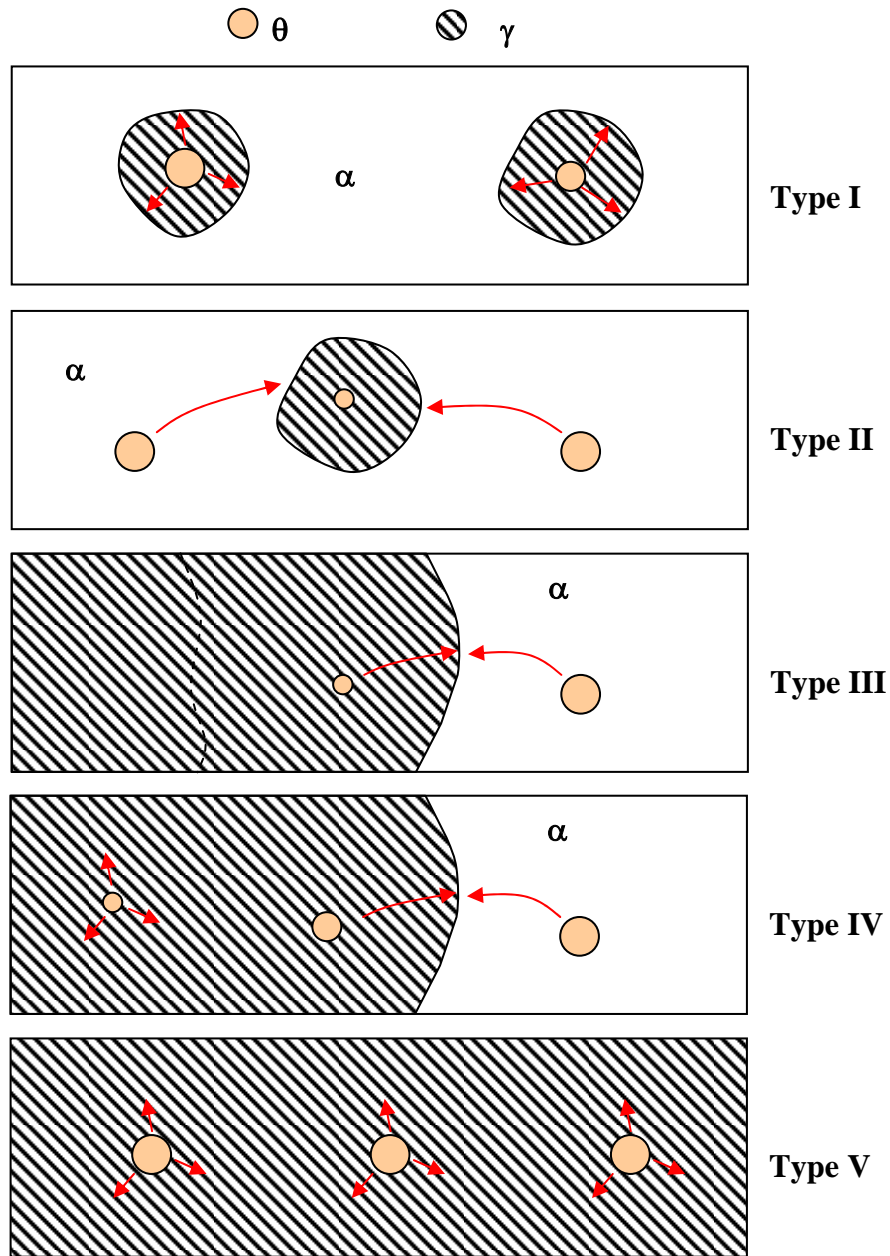 θ γ
α
Type I
α
Type II
α
Type III
α
Type IV
Type V